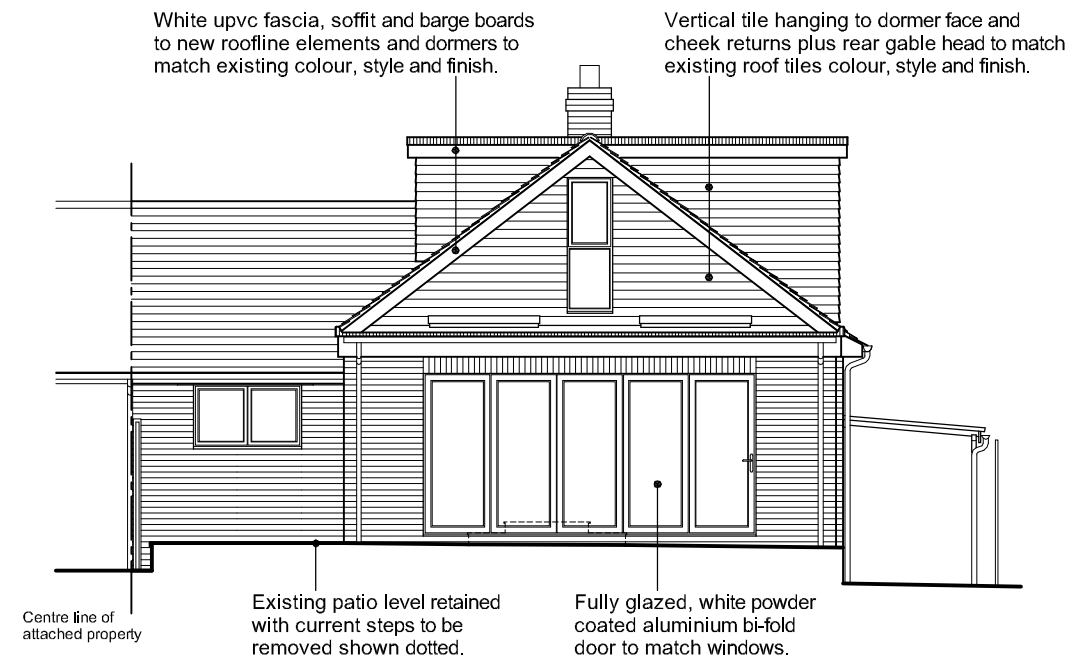 White upvc fascia, soffit and barge boards
to new roofline elements and dormers to
match existing colour, style and finish.
Vertical tile hanging to dormer face and
cheek returns plus rear gable head to match
existing roof tiles colour, style and finish.
Centre line of
attached property
Existing patio level retained
with current steps to be
removed shown dotted.
Fully glazed, white powder
coated aluminium bi-fold
door to match windows.